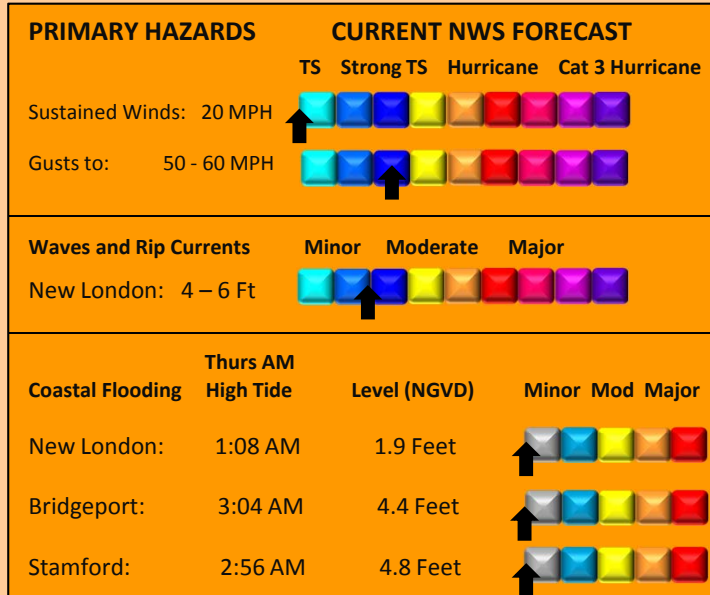 PRIMARY HAZARDS CURRENT NWS FORECAST
TS Strong TS Hurricane Cat 3 Hurricane
Sustained Winds: 20 MPH
Gusts to: 50 - 60 MPH
Waves and Rip Currents Minor Moderate Major
New London: 4 – 6 Ft
Thurs AM
Coastal Flooding High Tide Level (NGVD) Minor Mod Major
New London: 1:08 AM 1.9 Feet
Bridgeport: 3:04 AM 4.4 Feet
Stamford: 2:56 AM 4.8 Feet